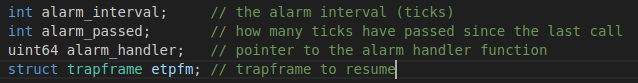 int alarm_interval;     // the alarm interval (ticks)
int alarm_passed;       // how many ticks have passed since the last call
uint64 alarm_handler;   // pointer to the alarm handler function
struct trapframe etpfm; // trapframe to resume